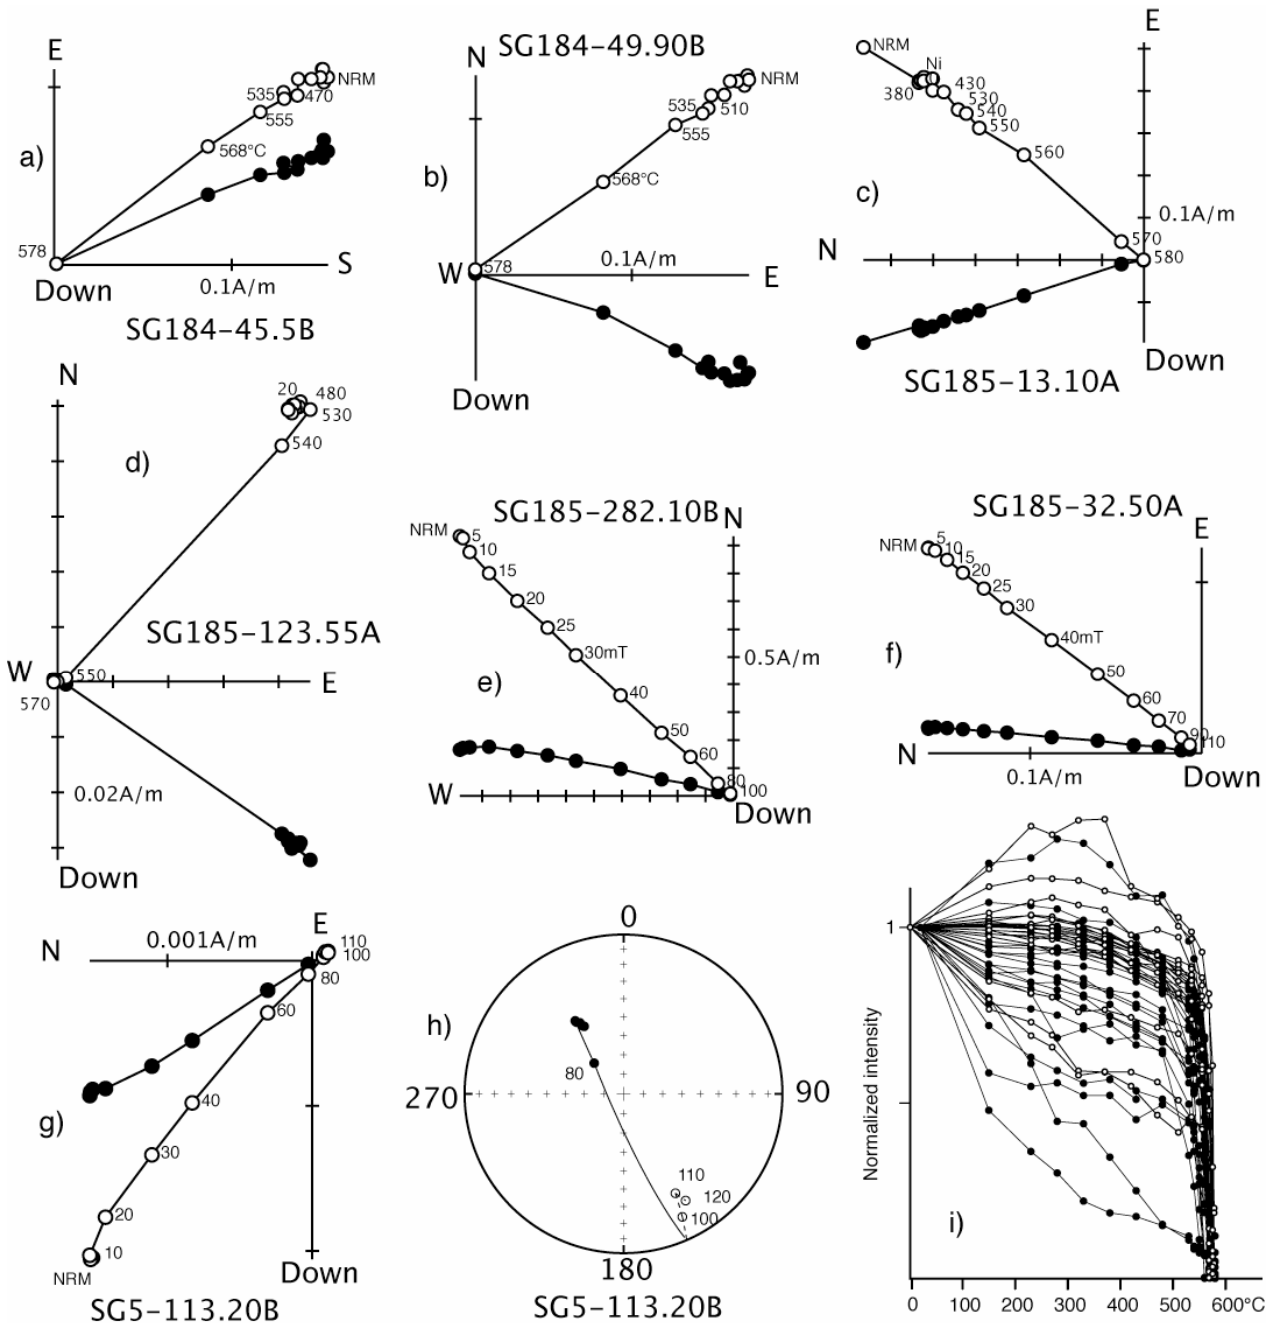 E
NRM
535
470
555
568°C
a)
578
S
Down
0.1A/m
SG184-45.5B
N
SG184-49.90B
NRM
535
510
555
b)
568°C
W
578
0.1A/m
E
Down
E
NRM
Ni
380
430
530
540
550
560
c)
0.1A/m
570
N
580
Down
SG185-13.10A
N
20
480
530
540
d)
SG185-123.55A
W
550
570
E
0.02A/m
Down
SG185-282.10B
N
NRM
5
10
15
20
25
30mT
0.5A/m
e)
40
50
60
80
100
W
Down
SG185-32.50A
E
NRM
5
10
15
20
25
30
40mT
f)
50
60
70
90
110
N
0.1A/m
Down
E
N
0.001A/m
110
100
80
60
40
g)
30
20
10
NRM
Down
SG5-113.20B
0
h)
80
270
90
110
120
100
180
SG5-113.20B
1
Normalized intensity
i)
0 100 200 300 400 500 600°C